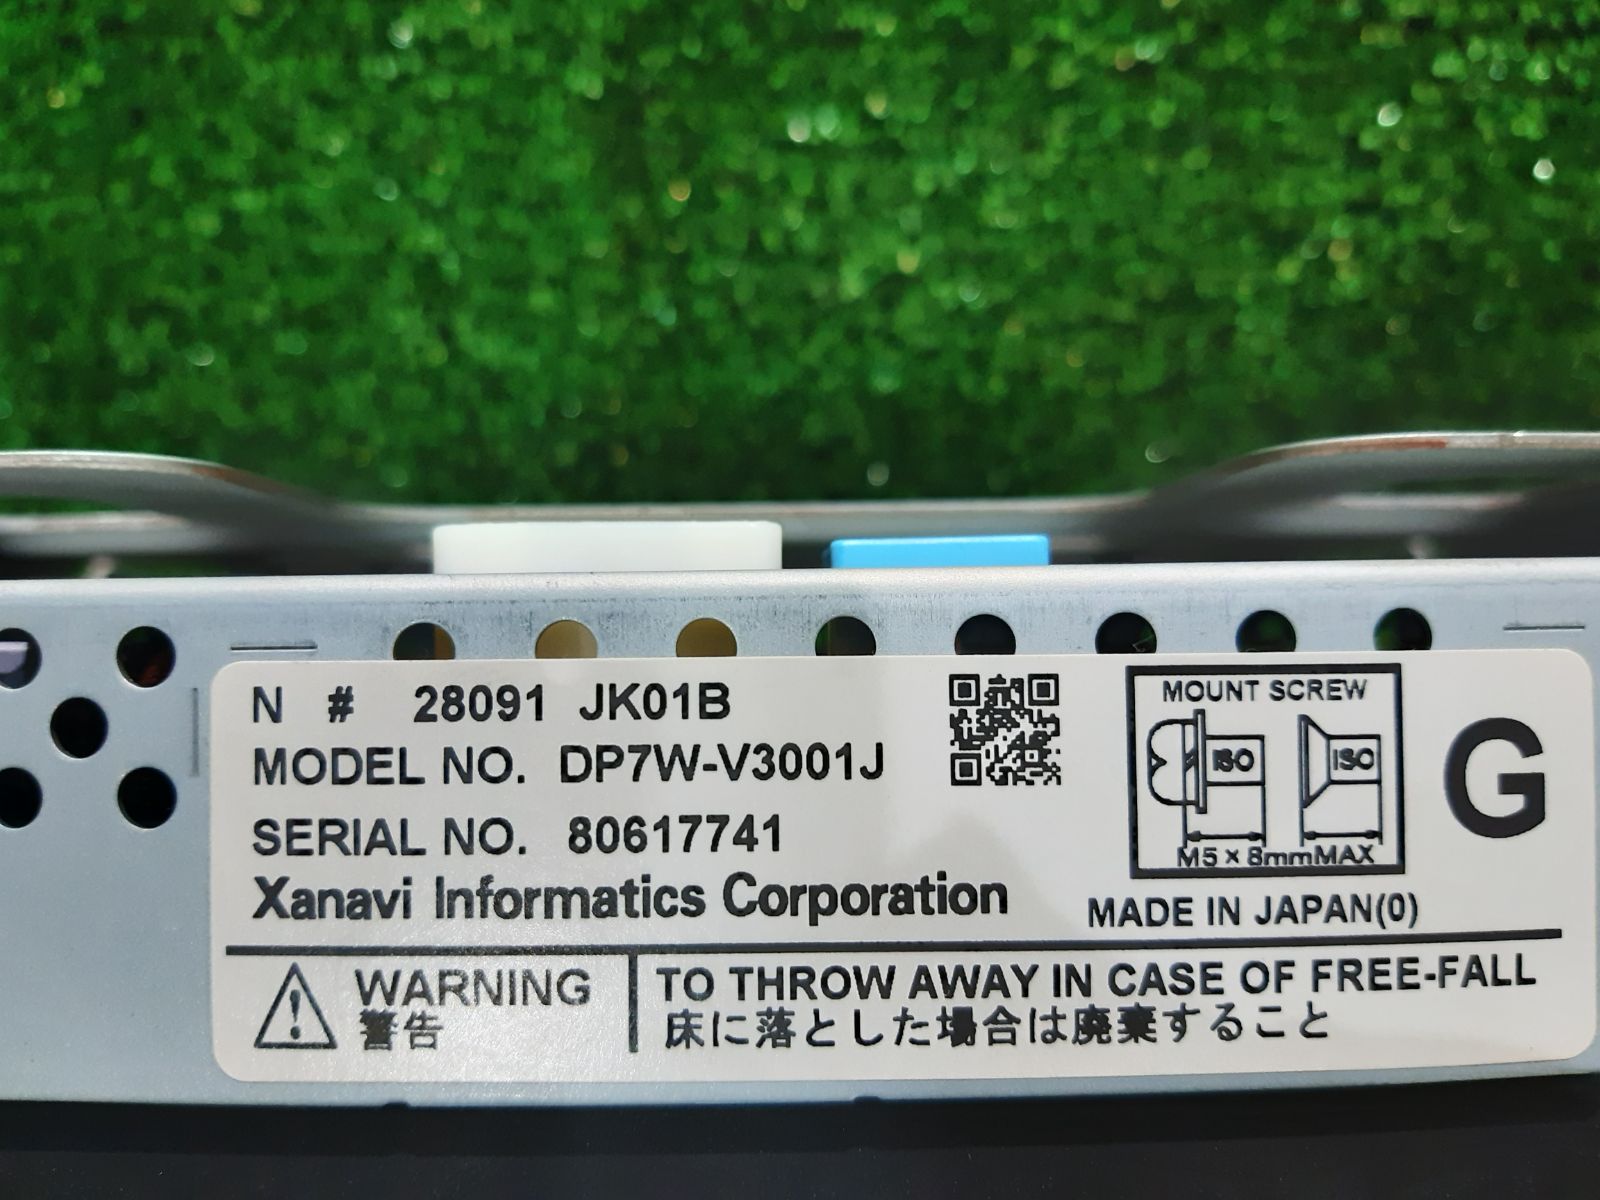 N # 28091 JK01B
MODEL NO. DP7W-V3001J
SERIAL NO. 80617741
Xanavi Informatics Corporation
MOUNT SCREW
ISO ISO
M5×8mmMAX
G
MADE IN JAPAN(0)
WARNING
警告
TO THROW AWAY IN CASE OF FREE-FALL
床に落とした場合は廃棄すること